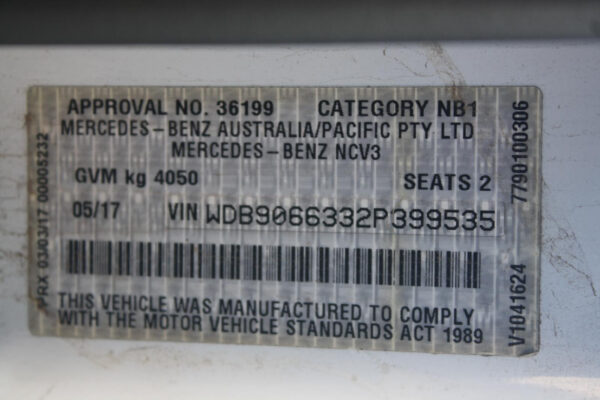 APPROVAL NO. 36199 CATEGORY NB1
MERCEDES-BENZ AUSTRALIA/PACIFIC PTY LTD
MERCEDES-BENZ NCV3
GVM kg 4050 SEATS 2
05/17 VIN WDB9066332P399535
THIS VEHICLE WAS MANUFACTURED TO COMPLY
WITH THE MOTOR VEHICLE STANDARDS ACT 1989
PRX 03/03/17 00005232
V1041624 7790100306